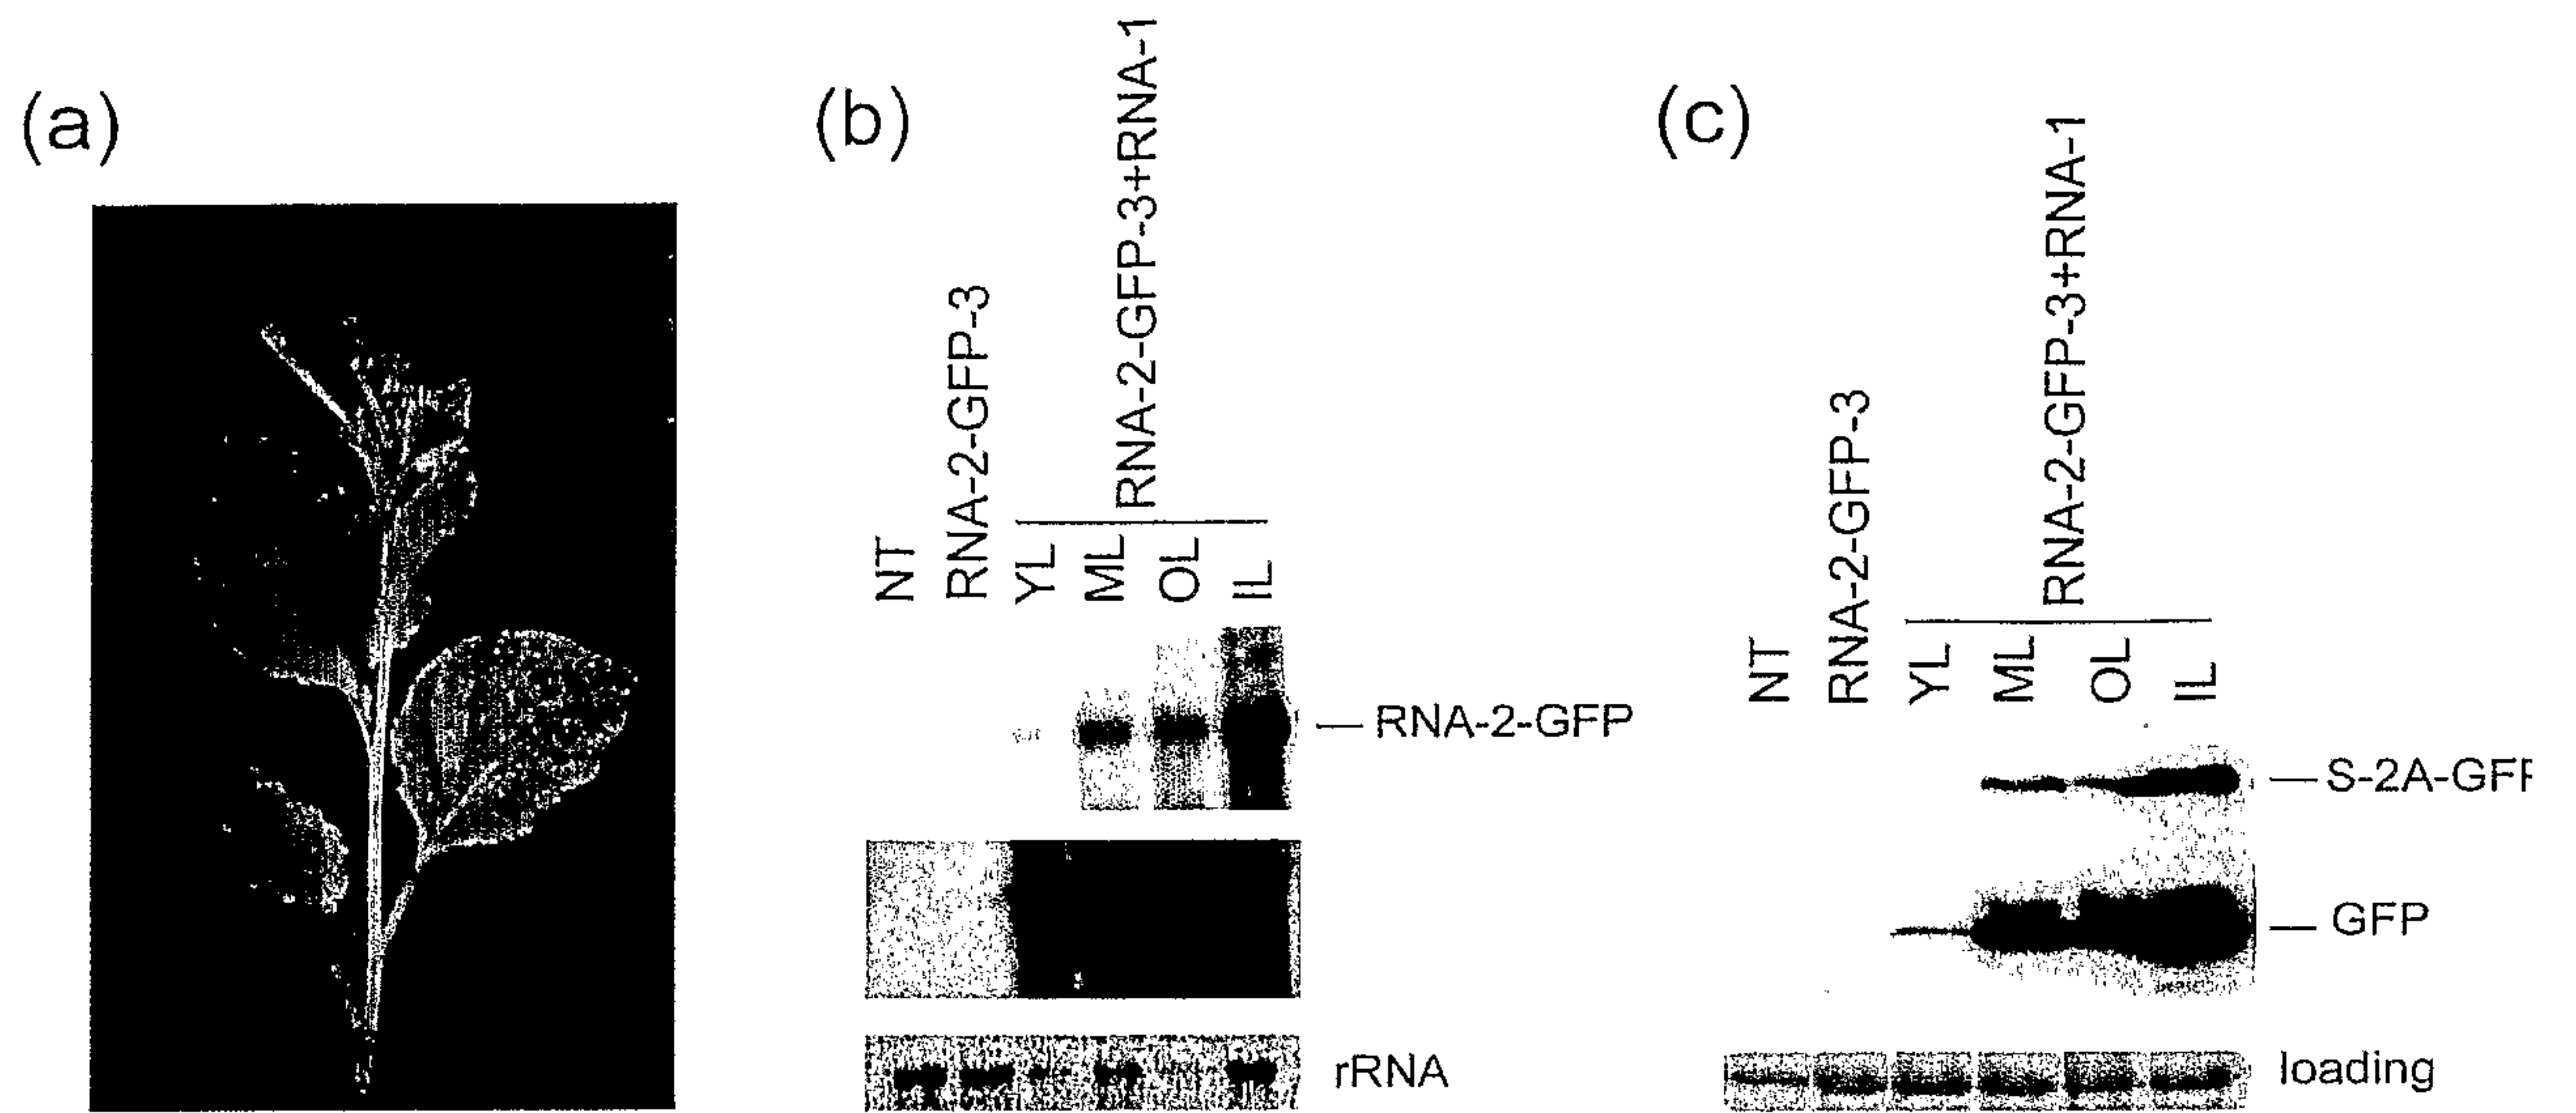 (a)
(b)
NT
RNA-2-GFP-3
RNA-2-GFP-3+RNA-1
YL
ML
OL
IL
RNA-2-GFP
rRNA
(c)
NT
RNA-2-GFP-3
RNA-2-GFP-3+RNA-1
YL
ML
OL
IL
S-2A-GFF
GFP
loading